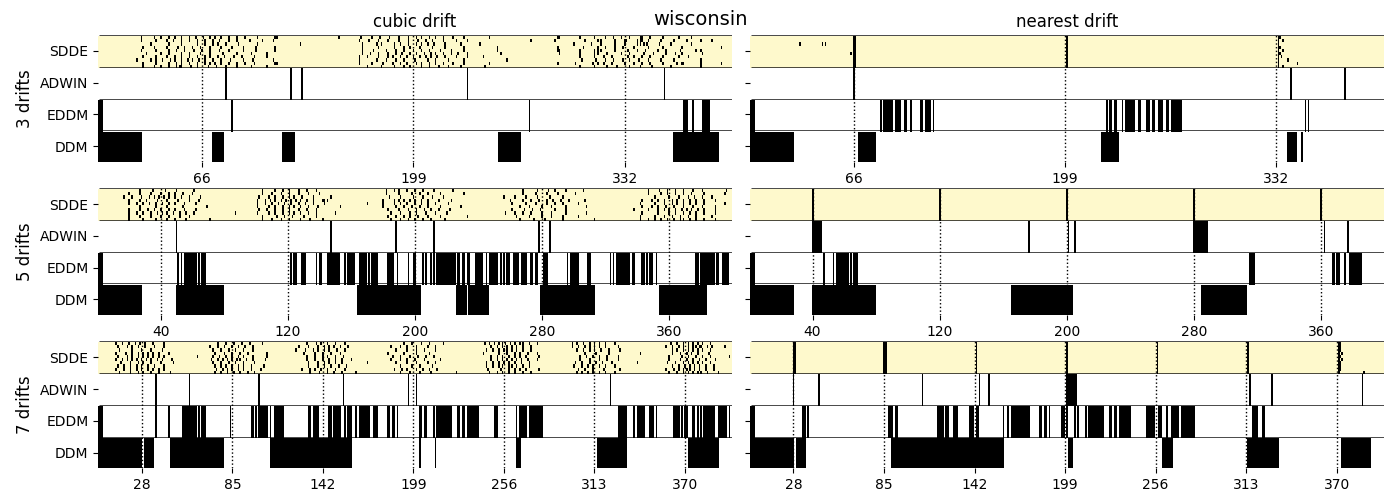 wisconsin
cubic drift
nearest drift
3 drifts
SDDE
ADWIN
EDDM
DDM
66 199 332
66 199 332
5 drifts
SDDE
ADWIN
EDDM
DDM
40 120 200 280 360
40 120 200 280 360
7 drifts
SDDE
ADWIN
EDDM
DDM
28 85 142 199 256 313 370
28 85 142 199 256 313 370